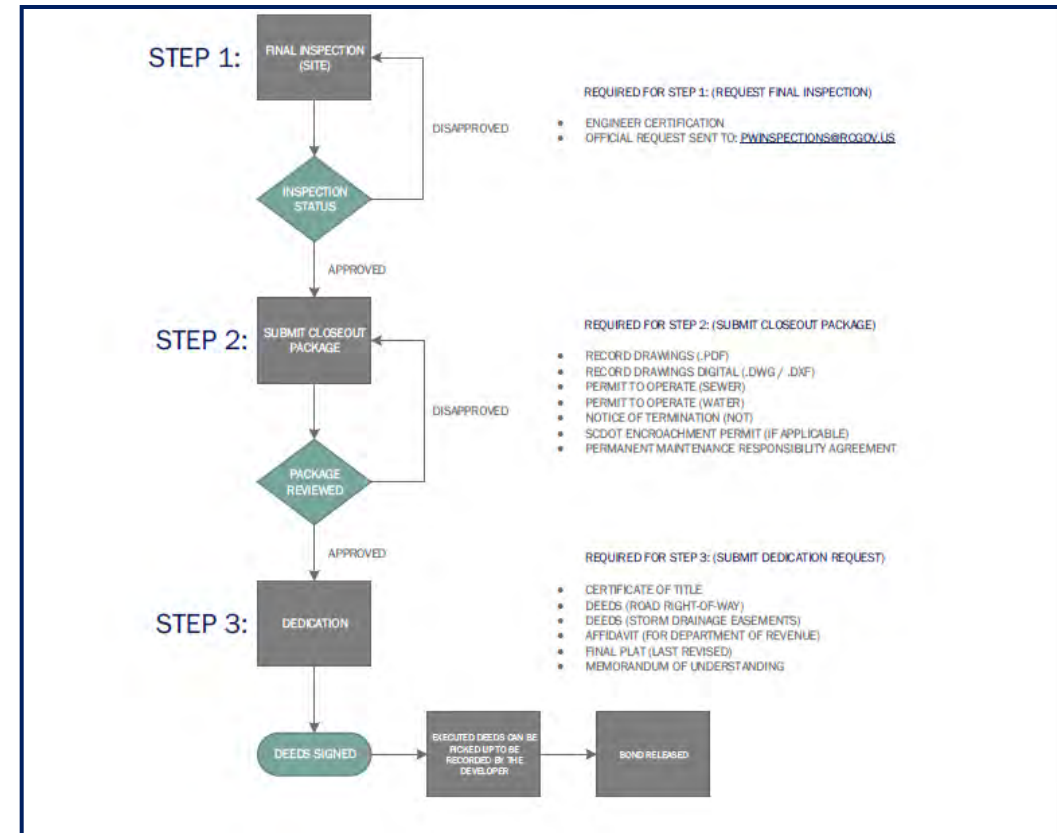 STEP 1:
FINAL INSPECTION
(SITE)
DISAPPROVED
INSPECTION
STATUS
APPROVED
REQUIRED FOR STEP 1: (REQUEST FINAL INSPECTION)
• ENGINEER CERTIFICATION
• OFFICIAL REQUEST SENT TO: PWINSPECTIONS@RCGOV.US
STEP 2:
SUBMIT CLOSEOUT
PACKAGE
DISAPPROVED
PACKAGE
REVIEWED
APPROVED
REQUIRED FOR STEP 2: (SUBMIT CLOSEOUT PACKAGE)
• RECORD DRAWINGS (.PDF)
• RECORD DRAWINGS DIGITAL (.DWG / .DXF)
• PERMIT TO OPERATE (SEWER)
• PERMIT TO OPERATE (WATER)
• NOTICE OF TERMINATION (NOT)
• SCDOT ENCROACHMENT PERMIT (IF APPLICABLE)
• PERMANENT MAINTENANCE RESPONSIBILITY AGREEMENT
STEP 3:
DEDICATION
REQUIRED FOR STEP 3: (SUBMIT DEDICATION REQUEST)
• CERTIFICATE OF TITLE
• DEEDS (ROAD RIGHT-OF-WAY)
• DEEDS (STORM DRAINAGE EASEMENTS)
• AFFIDAVIT (FOR DEPARTMENT OF REVENUE)
• FINAL PLAT (LAST REVISED)
• MEMORANDUM OF UNDERSTANDING
DEEDS SIGNED
EXECUTED DEEDS CAN BE
PICKED UP TO BE
RECORDED BY THE
DEVELOPER
BOND RELEASED